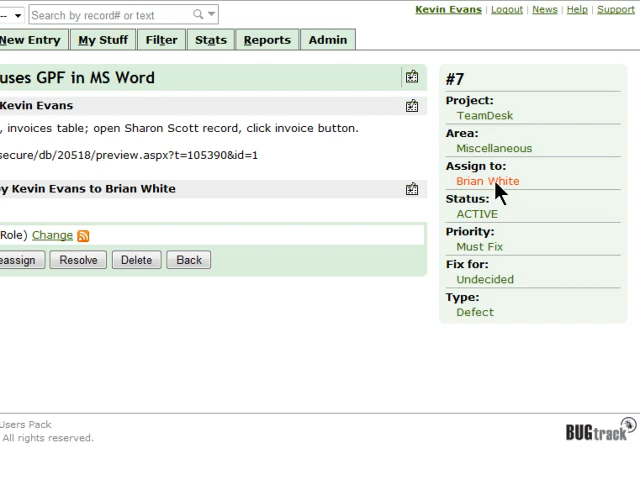 --
Search by record# or text
Kevin Evans | Logout | News | Help | Support
New Entry My Stuff Filter Stats Reports Admin
uses GPF in MS Word
Kevin Evans
, invoices table; open Sharon Scott record, click invoice button.
secure/db/20518/preview.aspx?t=105390&id=1
by Kevin Evans to Brian White
Role) Change
eassign Resolve Delete Back
#7
Project:
TeamDesk
Area:
Miscellaneous
Assign to:
Brian White
Status:
ACTIVE
Priority:
Must Fix
Fix for:
Undecided
Type:
Defect
Users Pack
All rights reserved.
BUGtrack